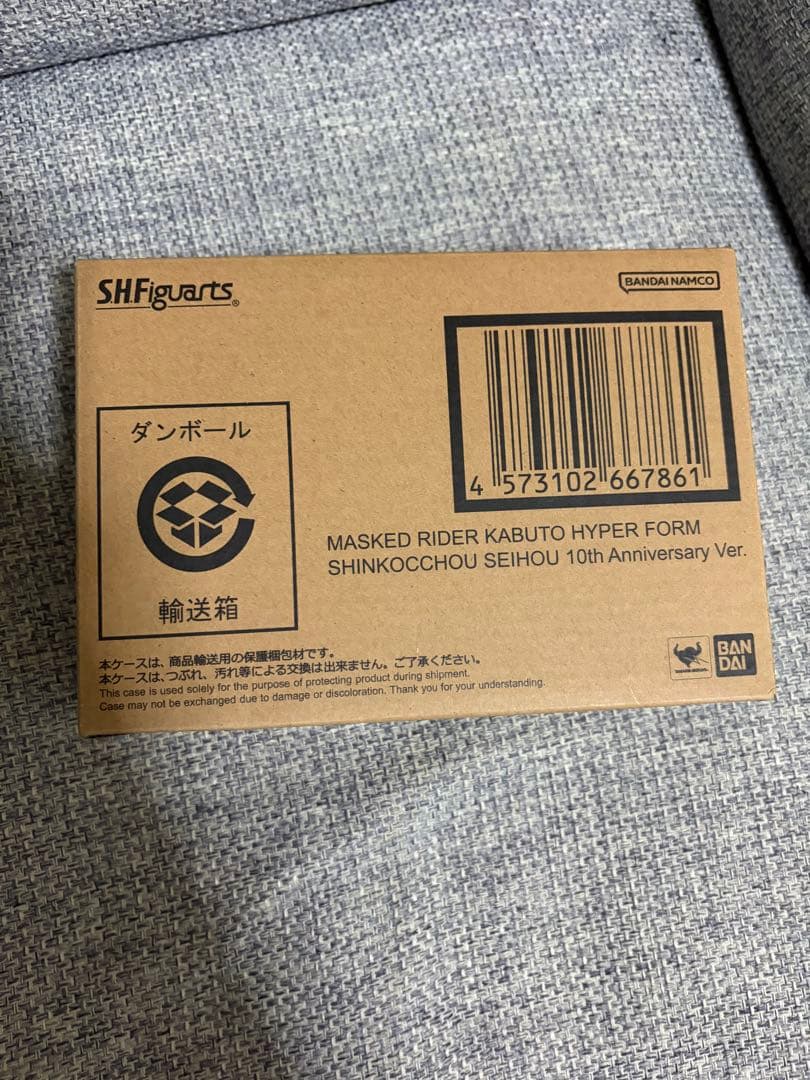 S.H.Figuarts®
BANDAI NAMCO
4 573102 667861
ダンボール
輸送箱
MASKED RIDER KABUTO HYPER FORM
SHINKOCCHOU SEIHOU 10th Anniversary Ver.
本ケースは、商品輸送用の保護梱包材です。
本ケースは、つぶれ、汚れ等による交換は出来ません。ご了承ください。
This case is used solely for the purpose of protecting product during shipment.
Case may not be exchanged due to damage or discoloration. Thank you for your understanding.
BAN
DAI